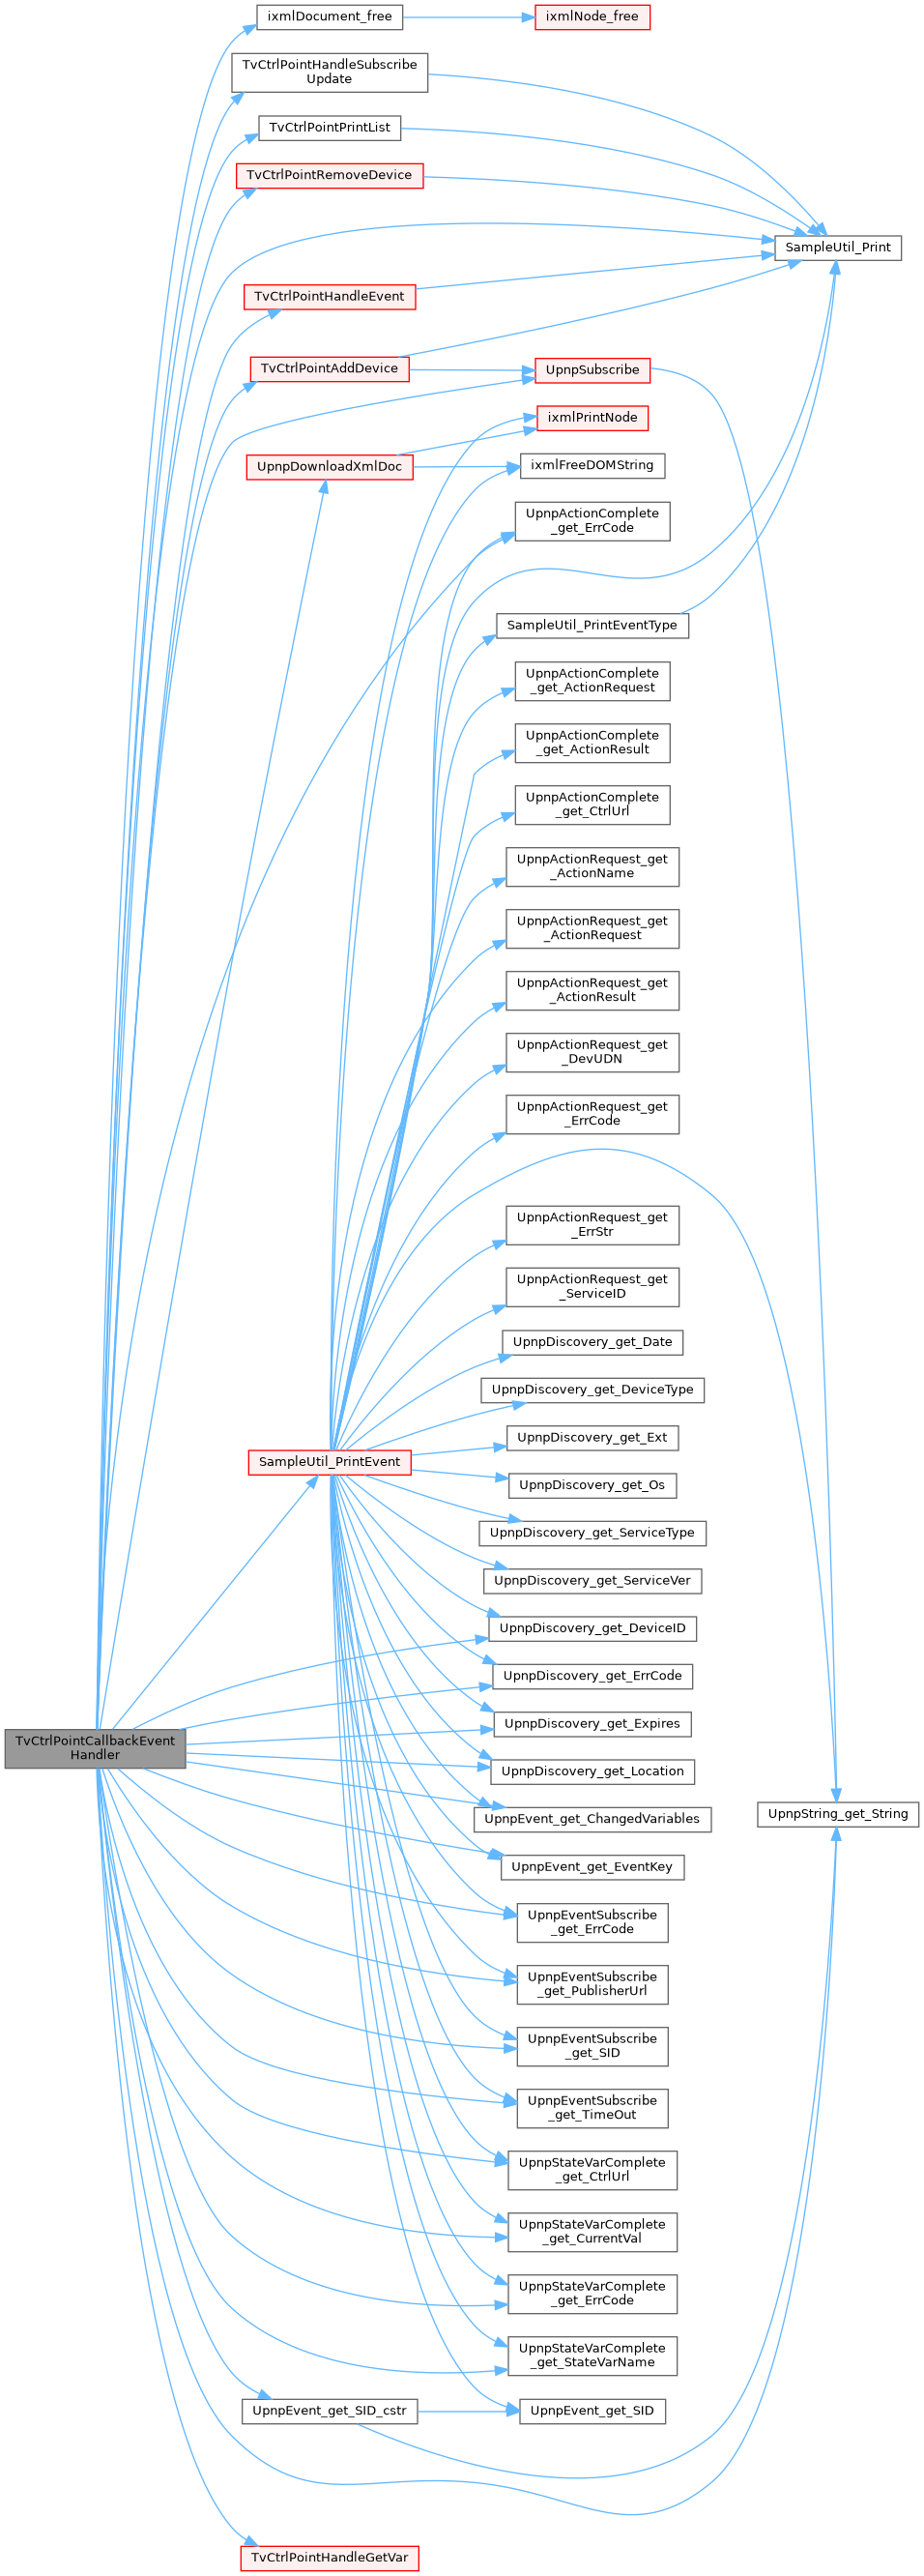 ixmlDocument_free
ixmlNode_free
TvCtrlPointHandleSubscribe
Update
TvCtrlPointPrintList
TvCtrlPointRemoveDevice
SampleUtil_Print
TvCtrlPointHandleEvent
TvCtrlPointAddDevice
UpnpSubscribe
ixmlPrintNode
UpnpDownloadXmlDoc
ixmlFreeDOMString
UpnpActionComplete
_get_ErrCode
SampleUtil_PrintEventType
UpnpActionComplete
_get_ActionRequest
UpnpActionComplete
_get_ActionResult
UpnpActionComplete
_get_CtrlUrl
UpnpActionRequest_get
_ActionName
UpnpActionRequest_get
_ActionRequest
UpnpActionRequest_get
_ActionResult
UpnpActionRequest_get
_DevUDN
UpnpActionRequest_get
_ErrCode
UpnpActionRequest_get
_ErrStr
UpnpActionRequest_get
_ServiceID
UpnpDiscovery_get_Date
UpnpDiscovery_get_DeviceType
UpnpDiscovery_get_Ext
SampleUtil_PrintEvent
UpnpDiscovery_get_Os
UpnpDiscovery_get_ServiceType
UpnpDiscovery_get_ServiceVer
UpnpDiscovery_get_DeviceID
UpnpDiscovery_get_ErrCode
UpnpDiscovery_get_Expires
TvCtrlPointCallbackEvent
Handler
UpnpDiscovery_get_Location
UpnpEvent_get_ChangedVariables
UpnpString_get_String
UpnpEvent_get_EventKey
UpnpEventSubscribe
_get_ErrCode
UpnpEventSubscribe
_get_PublisherUrl
UpnpEventSubscribe
_get_SID
UpnpEventSubscribe
_get_TimeOut
UpnpStateVarComplete
_get_CtrlUrl
UpnpStateVarComplete
_get_CurrentVal
UpnpStateVarComplete
_get_ErrCode
UpnpStateVarComplete
_get_StateVarName
UpnpEvent_get_SID_cstr
UpnpEvent_get_SID
TvCtrlPointHandleGetVar